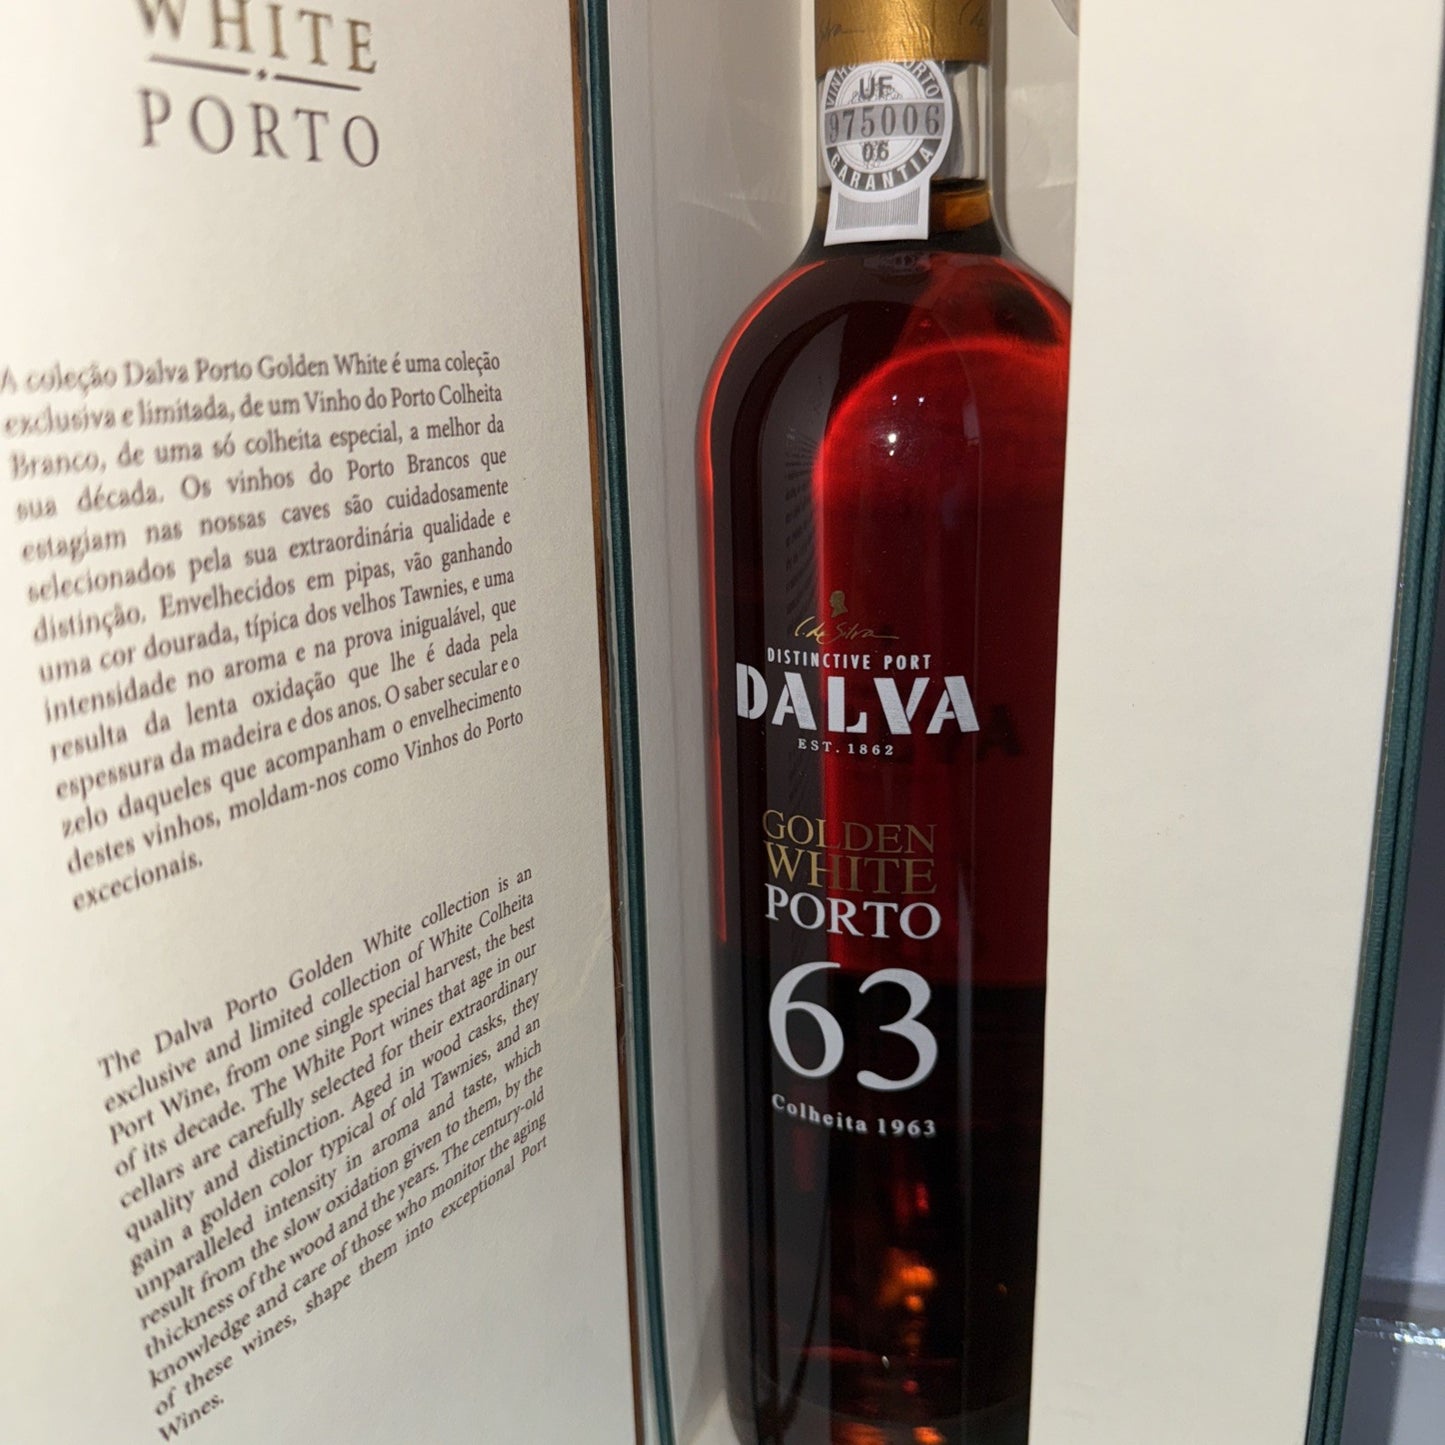 WHITE
PORTO
A coleção Dalva Porto Golden White é uma coleção
exclusiva e limitada, de um Vinho do Porto Colheita
Branco, de uma só colheita especial, a melhor da
sua década. Os vinhos do Porto Brancos que
estagiam nas nossas caves são cuidadosamente
selecionados pela sua extraordinária qualidade e
distinção. Envelhecidos em pipas, vão ganhando
uma cor dourada, típica dos velhos Tawnies, e uma
intensidade no aroma e na prova inigualável, que
resulta da lenta oxidação que lhe é dada pela
espessura da madeira e dos anos. O saber secular e o
zelo daqueles que acompanham o envelhecimento
destes vinhos, moldam-nos como Vinhos do Porto
excecionais.
The Dalva Porto Golden White collection is an
exclusive and limited collection of White Colheita
Port Wine, from one single special harvest, the best
of its decade. The White Port wines that age in our
cellars are carefully selected for their extraordinary
quality and distinction. Aged in wood casks, they
gain a golden color typical of old Tawnies, and an
unparalleled intensity in aroma and taste, which
result from the slow oxidation given to them, by the
thickness of the wood and the years. The century-old
knowledge and care of those who monitor the aging
of these wines, shape them into exceptional Port
Wines.
UF
975006
06
GARANTIA
C. da Silva
DISTINCTIVE PORT
DALVA
EST. 1862
GOLDEN
WHITE
PORTO
63
Colheita 1963